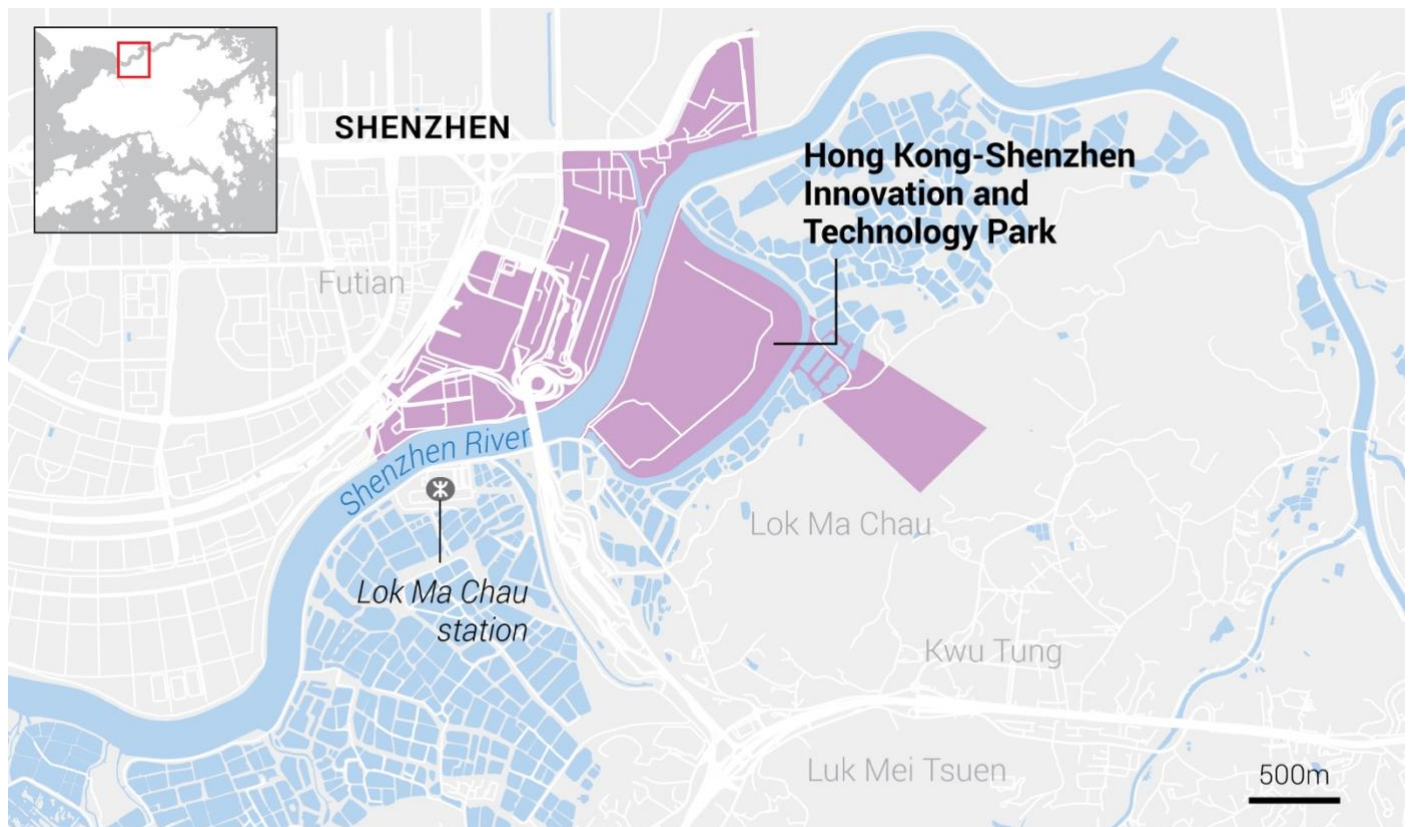 SHENZHEN
Hong Kong-Shenzhen
Innovation and
Technology Park
Futian
Shenzhen River
Lok Ma Chau
Lok Ma Chau
station
Kwu Tung
Luk Mei Tsuen
500m